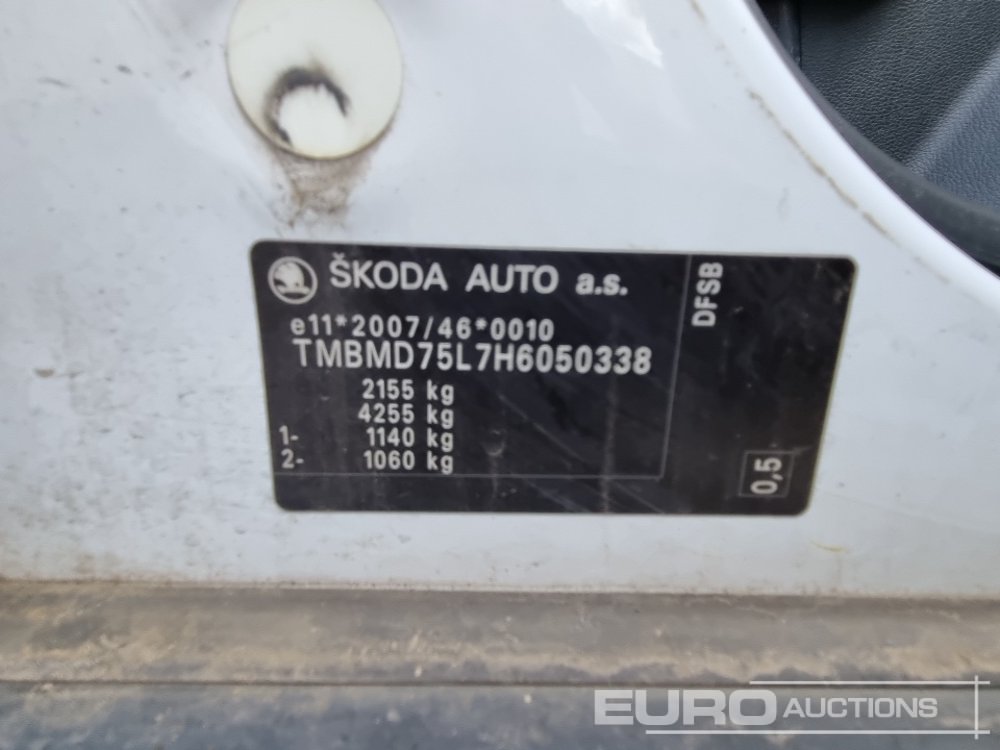 ŠKODA AUTO a.s.
e11*2007/46*0010
TMBMD75L7H6050338
2155 kg
4255 kg
1- 1140 kg
2- 1060 kg
DFSB
0,5
EURO AUCTIONS